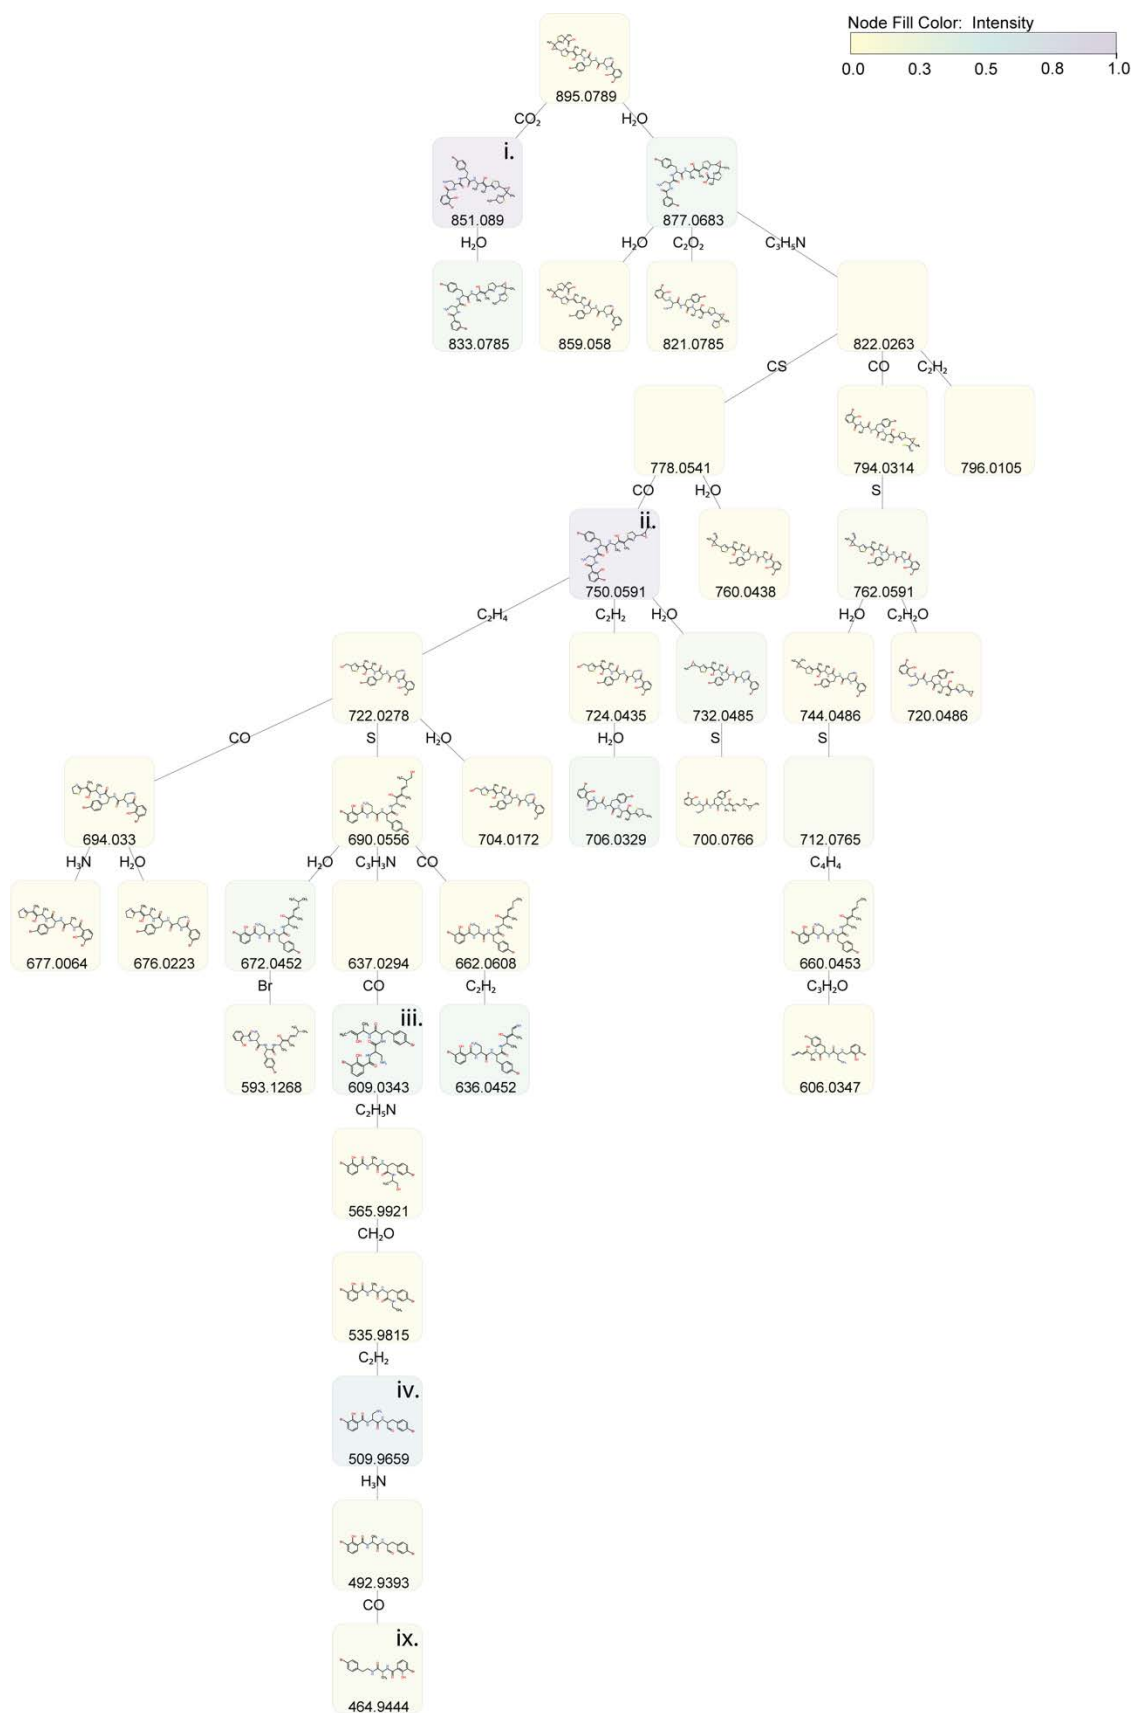 Node Fill Color: Intensity
0.0 0.3 0.5 0.8 1.0
895.0789
CO₂ H₂O
i.
851.089 877.0683
H₂O H₂O C₂O₂ C₃H₅N
833.0785 859.058 821.0785 822.0263
CS CO C₂H₂
778.0541 794.0314 796.0105
CO H₂O S
ii.
750.0591 760.0438 762.0591
C₂H₄ C₂H₂ H₂O H₂O C₂H₂O
722.0278 724.0435 732.0485 744.0486 720.0486
CO S H₂O H₂O S S
694.033 690.0556 704.0172 706.0329 700.0766 712.0765
H₃N H₂O H₂O C₃H₃N CO C₄H₄
677.0064 676.0223 672.0452 637.0294 662.0608 660.0453
Br CO C₂H₂ C₃H₂O
iii.
593.1268 609.0343 636.0452 606.0347
C₂H₅N
565.9921
CH₂O
535.9815
C₂H₂
iv.
509.9659
H₃N
492.9393
CO
ix.
464.9444